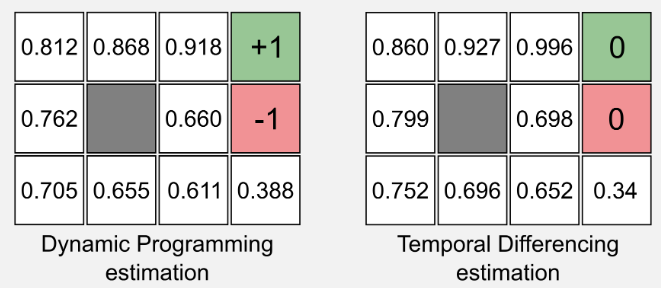 0.812 0.868 0.918 +1 0.860 0.927 0.996 0
0.762 0.660 -1 0.799 0.698 0
0.705 0.655 0.611 0.388 0.752 0.696 0.652 0.34
Dynamic Programming
estimation
Temporal Differencing
estimation